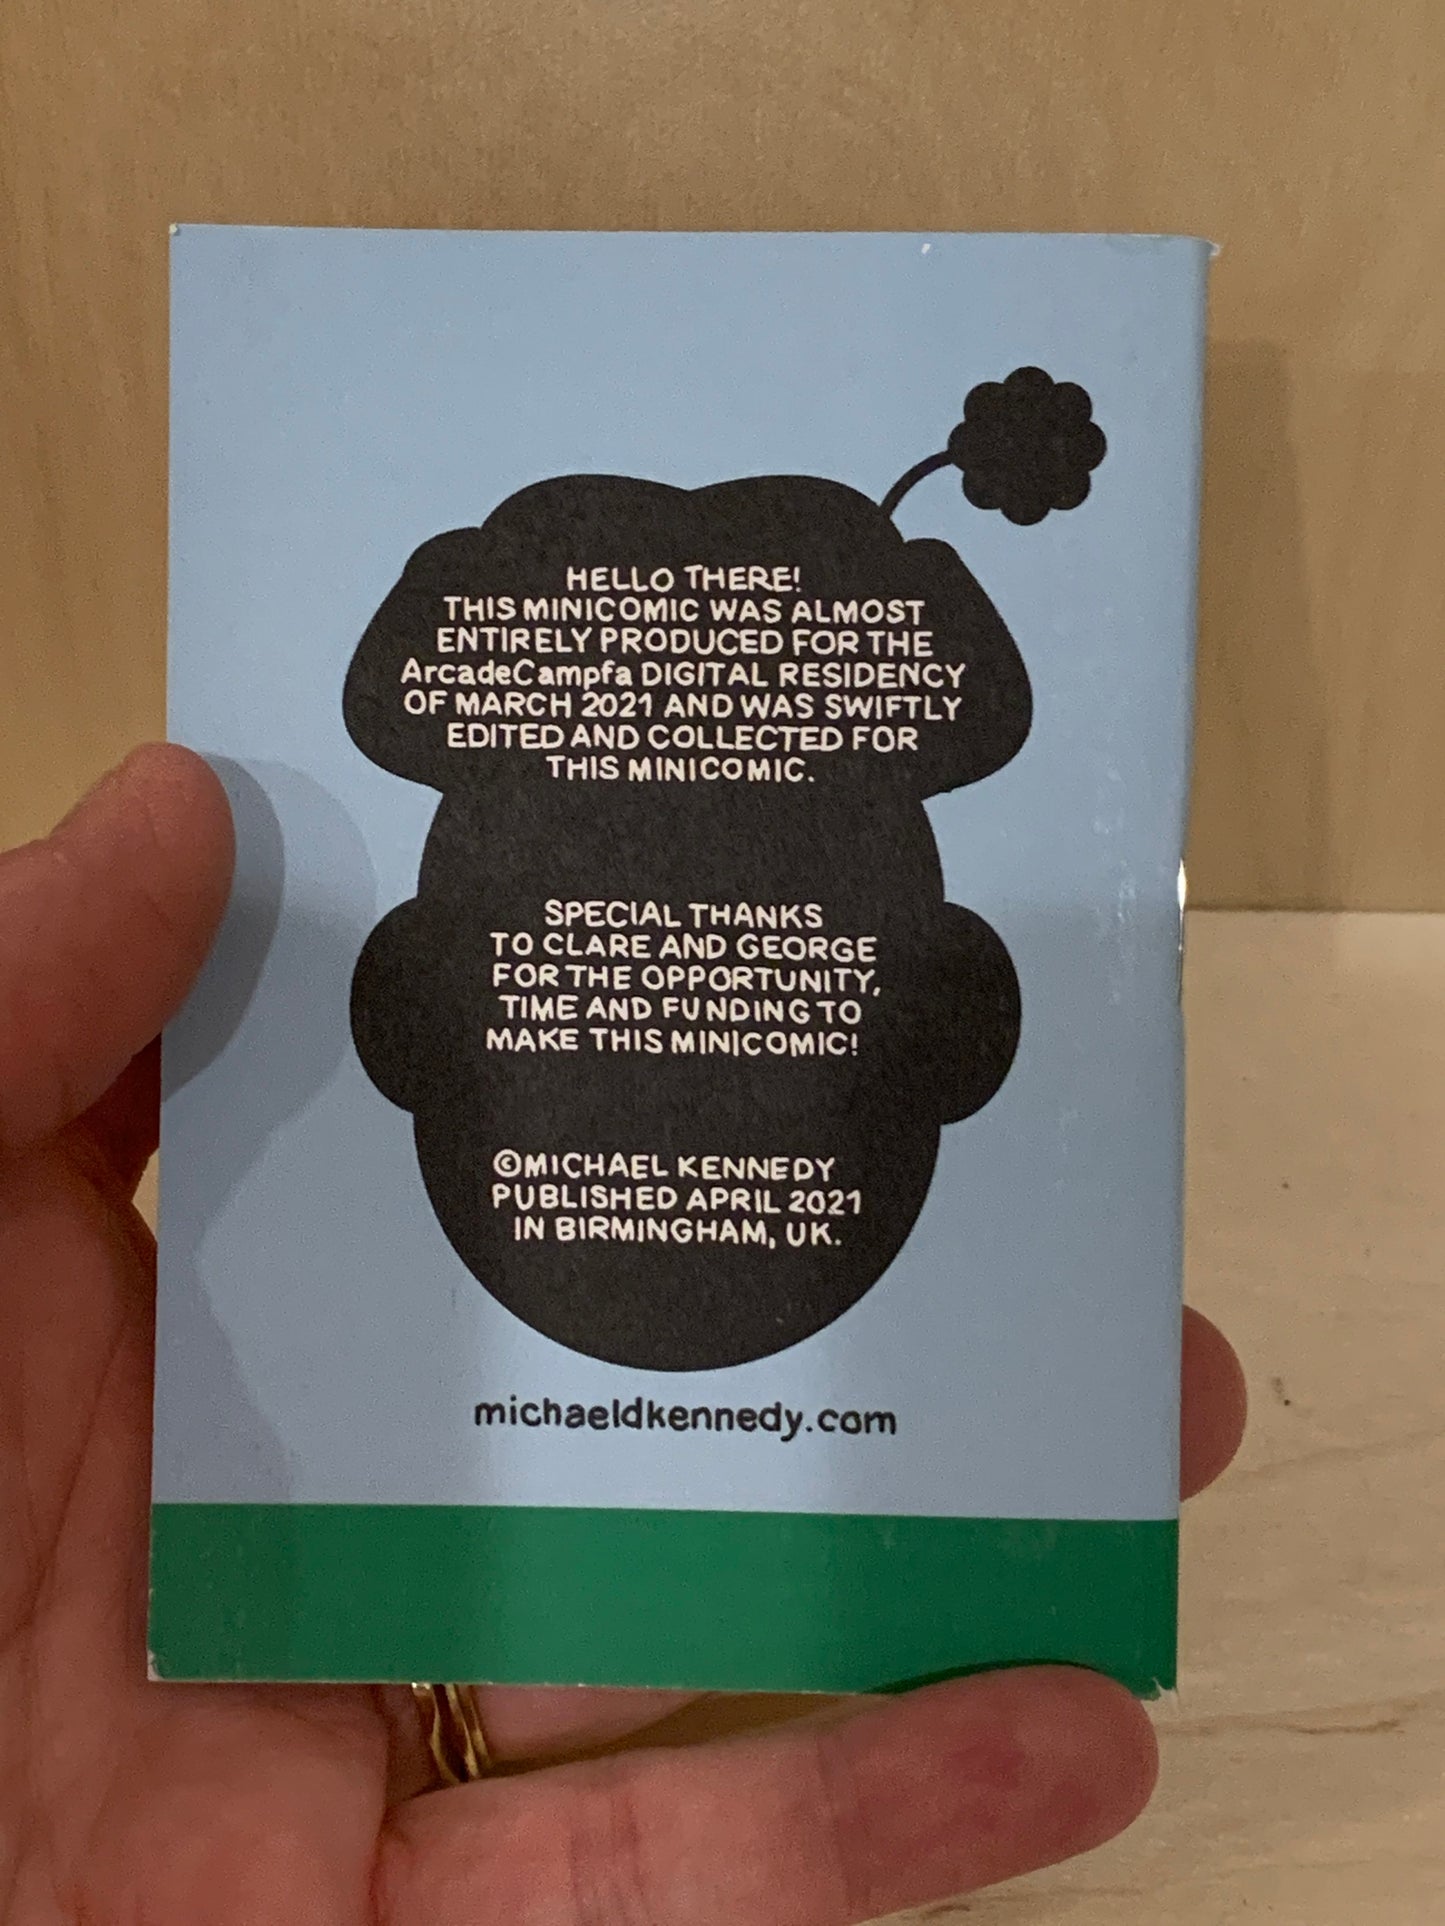 HELLO THERE!
THIS MINICOMIC WAS ALMOST
ENTIRELY PRODUCED FOR THE
ArcadeCampfa DIGITAL RESIDENCY
OF MARCH 2021 AND WAS SWIFTLY
EDITED AND COLLECTED FOR
THIS MINICOMIC.
SPECIAL THANKS
TO CLARE AND GEORGE
FOR THE OPPORTUNITY,
TIME AND FUNDING TO
MAKE THIS MINICOMIC!
©MICHAEL KENNEDY
PUBLISHED APRIL 2021
IN BIRMINGHAM, UK.
michaeldkennedy.com